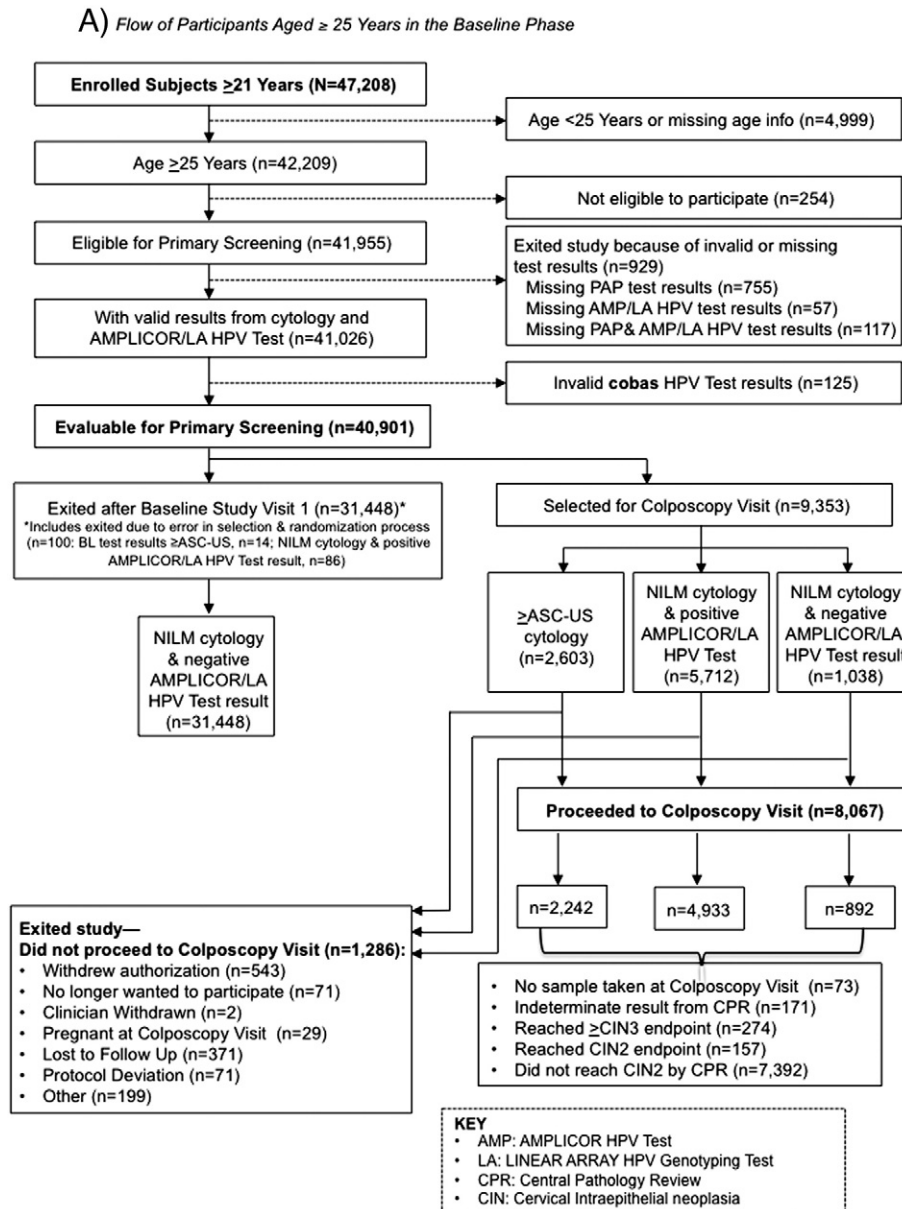 A) Flow of Participants Aged ≥ 25 Years in the Baseline Phase
Enrolled Subjects ≥21 Years (N=47,208)
Age <25 Years or missing age info (n=4,999)
Age ≥25 Years (n=42,209)
Not eligible to participate (n=254)
Eligible for Primary Screening (n=41,955)
Exited study because of invalid or missing
test results (n=929)
Missing PAP test results (n=755)
Missing AMP/LA HPV test results (n=57)
Missing PAP& AMP/LA HPV test results (n=117)
With valid results from cytology and
AMPLICOR/LA HPV Test (n=41,026)
Invalid cobas HPV Test results (n=125)
Evaluable for Primary Screening (n=40,901)
Exited after Baseline Study Visit 1 (n=31,448)*
*Includes exited due to error in selection & randomization process
(n=100: BL test results ≥ASC-US, n=14; NILM cytology & positive
AMPLICOR/LA HPV Test result, n=86)
Selected for Colposcopy Visit (n=9,353)
NILM
cytology
& negative
AMPLICOR/LA
HPV Test result
(n=31,448)
≥ASC-US
cytology
(n=2,603)
NILM cytology
& positive
AMPLICOR/LA
HPV Test
(n=5,712)
NILM cytology
& negative
AMPLICOR/LA
HPV Test result
(n=1,038)
Proceeded to Colposcopy Visit (n=8,067)
n=2,242
n=4,933
n=892
Exited study—
Did not proceed to Colposcopy Visit (n=1,286):
• Withdrew authorization (n=543)
• No longer wanted to participate (n=71)
• Clinician Withdrawn (n=2)
• Pregnant at Colposcopy Visit (n=29)
• Lost to Follow Up (n=371)
• Protocol Deviation (n=71)
• Other (n=199)
• No sample taken at Colposcopy Visit (n=73)
• Indeterminate result from CPR (n=171)
• Reached ≥CIN3 endpoint (n=274)
• Reached CIN2 endpoint (n=157)
• Did not reach CIN2 by CPR (n=7,392)
KEY
• AMP: AMPLICOR HPV Test
• LA: LINEAR ARRAY HPV Genotyping Test
• CPR: Central Pathology Review
• CIN: Cervical Intraepithelial neoplasia